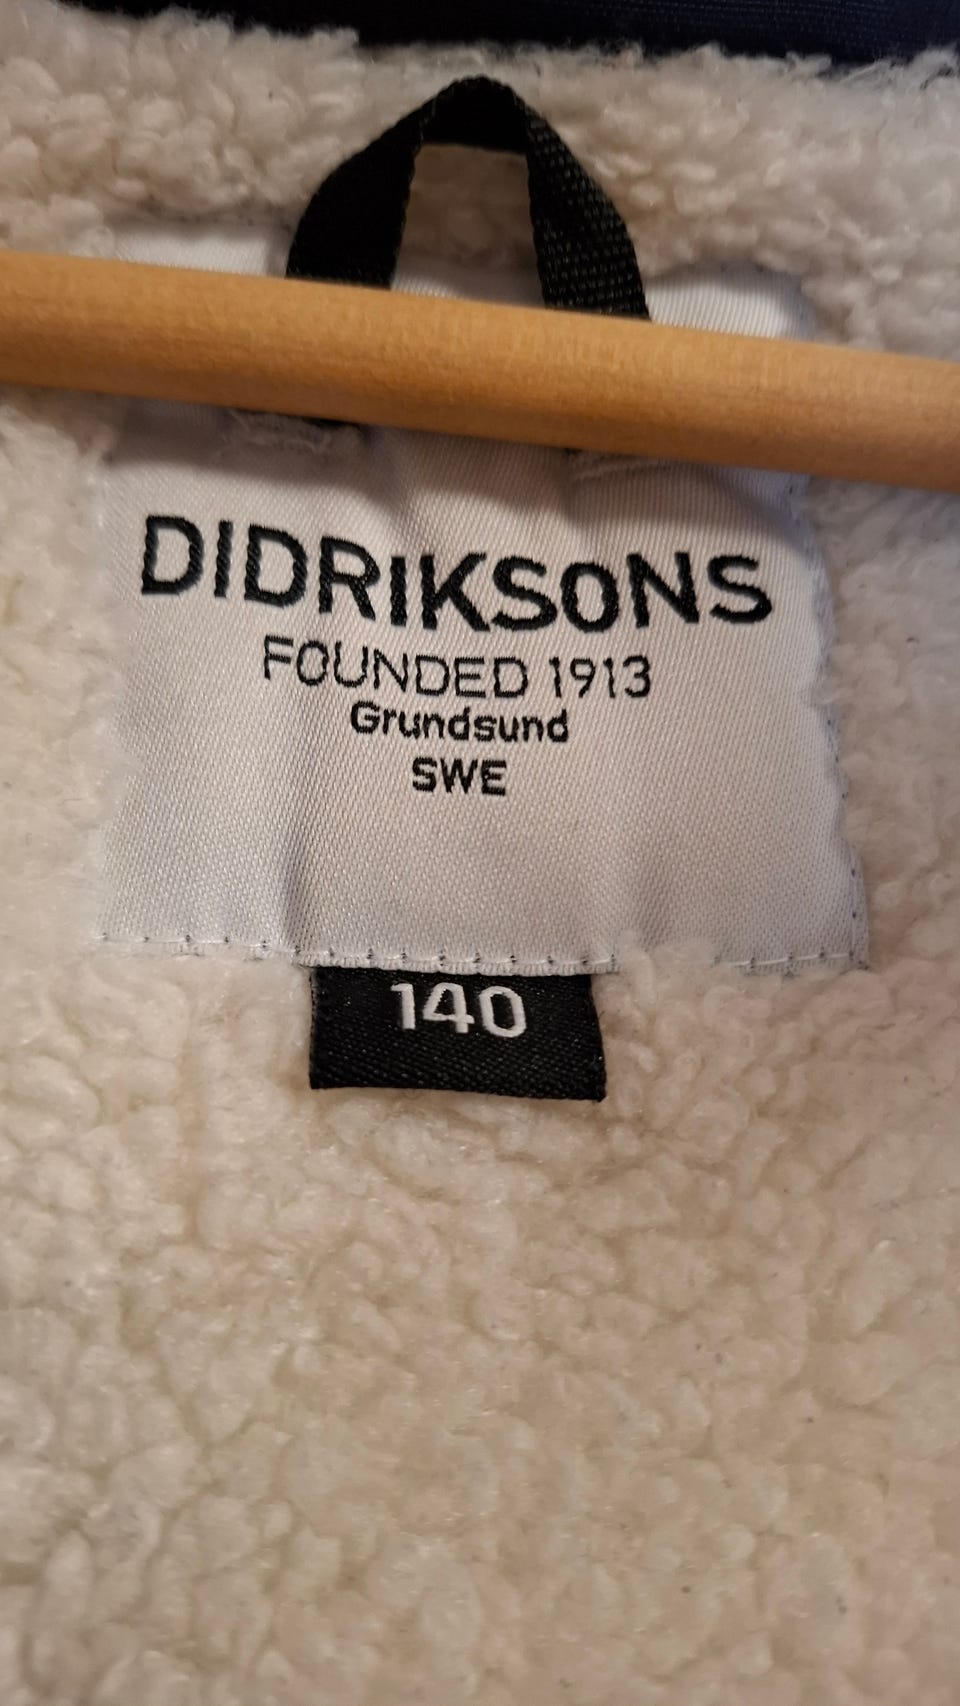 DIDRIKSONS
FOUNDED 1913
Grundsund
SWE
140